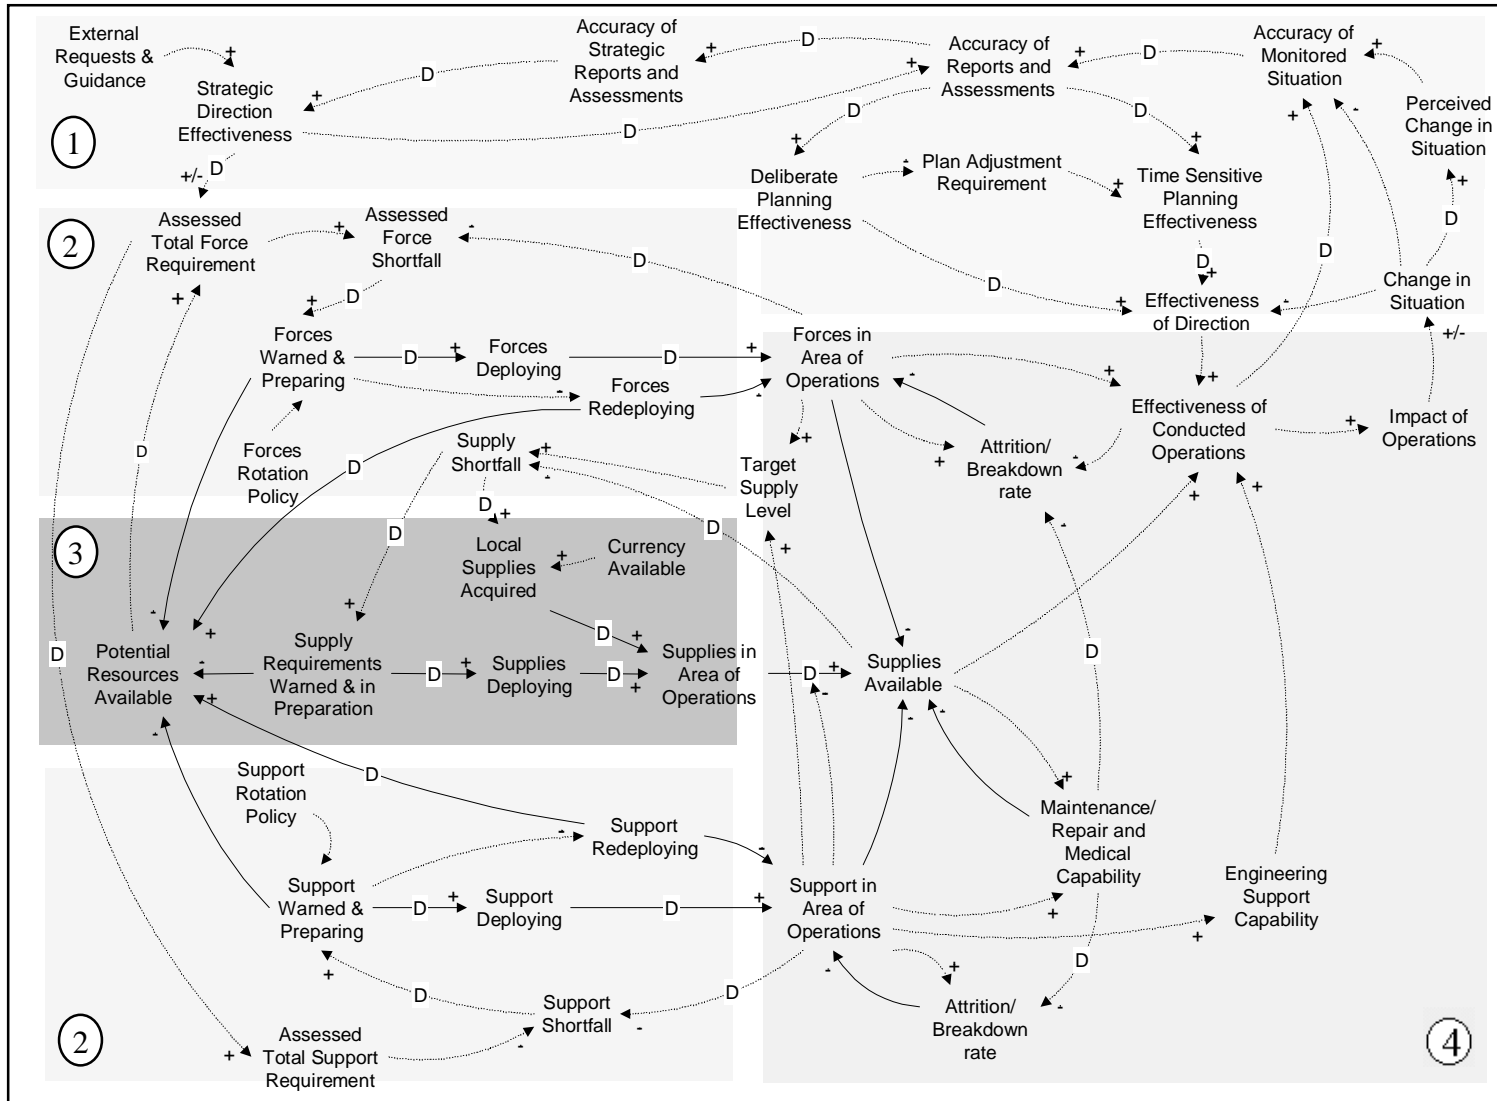 External
Requests &
Guidance
+
Strategic
Direction
Effectiveness
+
D
Accuracy of
Strategic
Reports and
Assessments
+
D
+
Accuracy of
Reports and
Assessments
D
+
D
Accuracy of
Monitored
Situation
+
-
+
Perceived
Change in
Situation
+
D
1
D
+/-
D
+
D
+
Deliberate
Planning
Effectiveness
-
Plan Adjustment
Requirement
+
Time Sensitive
Planning
Effectiveness
D
+
D
+
Effectiveness
of Direction
-
Change in
Situation
+/-
D
2
Assessed
Total Force
Requirement
+
+
Assessed
Force
Shortfall
-
D
D
+
Forces
Warned &
Preparing
D
+
Forces
Deploying
D
+
Forces in
Area of
Operations
-
Forces
Redeploying
-
Forces
Rotation
Policy
D
D
Supply
Shortfall
+
-
+
Target
Supply
Level
+
-
+
Attrition/
Breakdown
rate
-
-
+
+
Effectiveness of
Conducted
Operations
+
+
+
Impact of
Operations
3
D
D
+
Local
Supplies
Acquired
+
Currency
Available
D
+
D
+
D
-
+
Potential
Resources
Available
-
+
-
Supply
Requirements
Warned & in
Preparation
D
+
Supplies
Deploying
D
+
Supplies in
Area of
Operations
D
+
-
Supplies
Available
-
-
-
D
+
Maintenance/
Repair and
Medical
Capability
D
Support
Rotation
Policy
-
Support
Redeploying
-
Support
Warned &
Preparing
+
D
+
Support
Deploying
D
+
Support in
Area of
Operations
-
+
+
Engineering
Support
Capability
+
D
-
Attrition/
Breakdown
rate
D
D
Support
Shortfall
-
-
+
Assessed
Total Support
Requirement
2
4